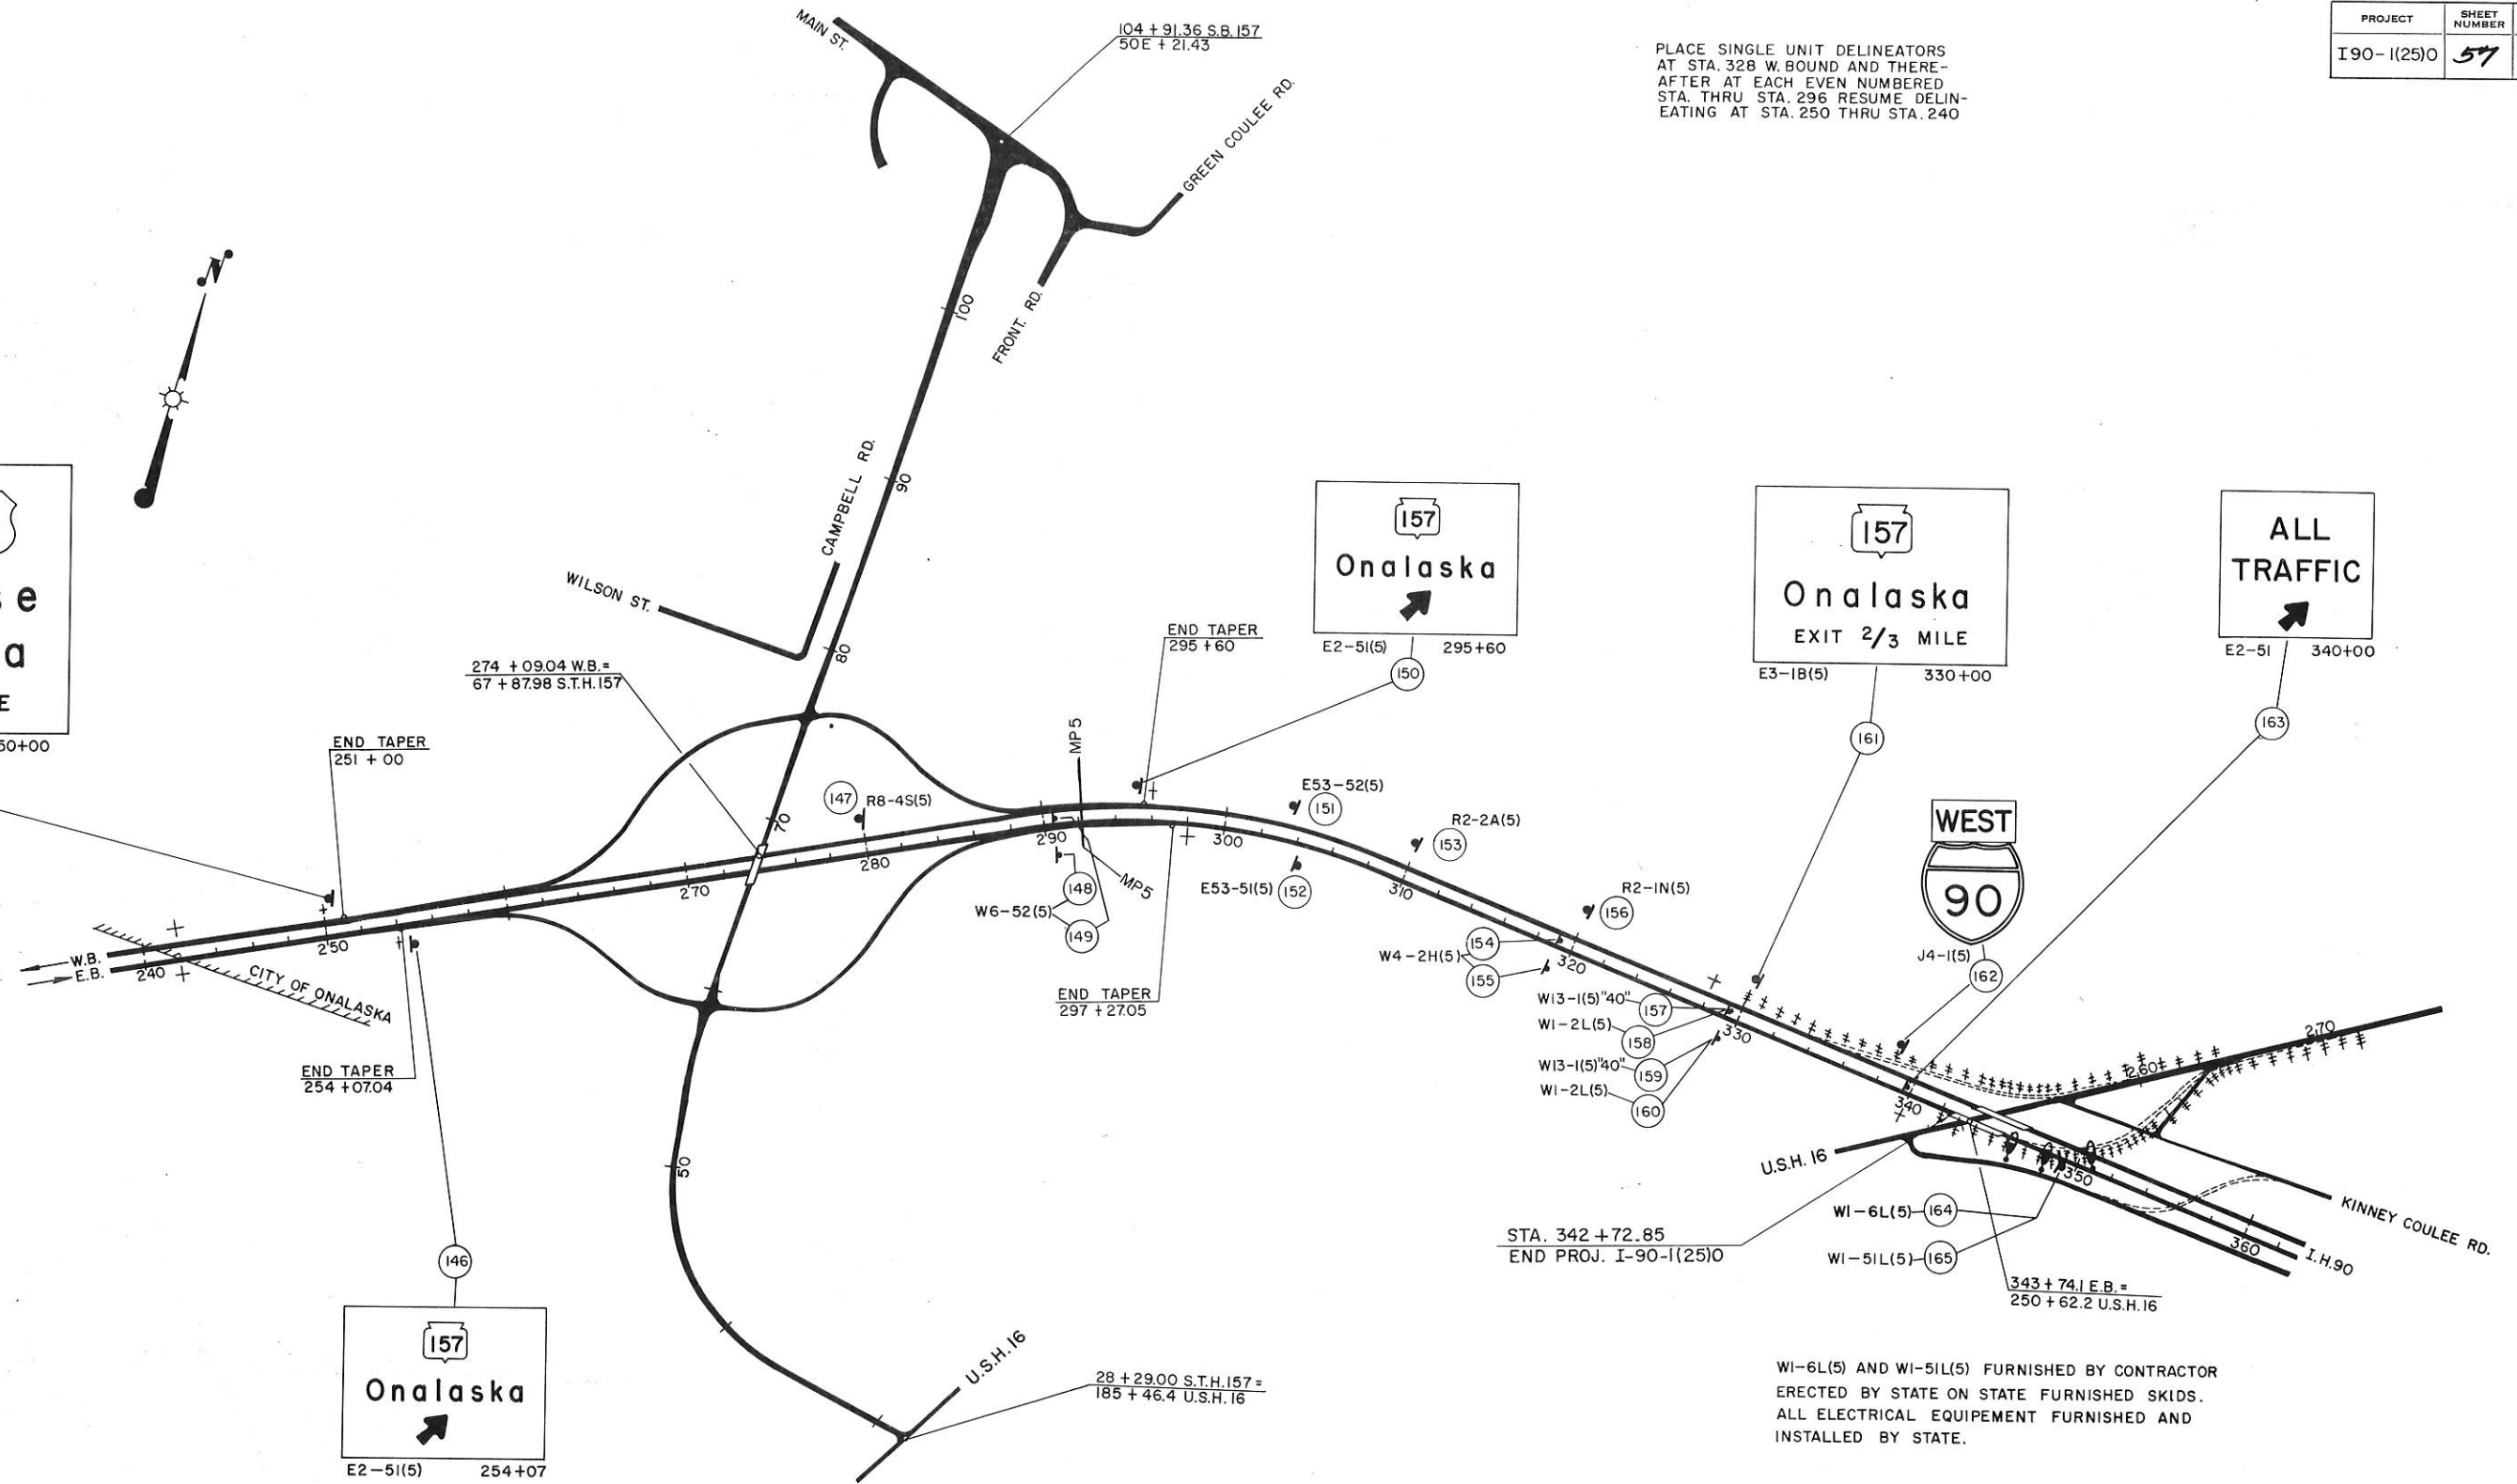 PROJECT
SHEET NUMBER
I90-1(25)0
57
PLACE SINGLE UNIT DELINEATORS
AT STA. 328 W. BOUND AND THERE-
AFTER AT EACH EVEN NUMBERED
STA. THRU STA. 296 RESUME DELIN-
EATING AT STA. 250 THRU STA. 240
MAIN ST.
104 + 91.36 S.B. 157
50E + 21.43
GREEN COULEE RD.
FRONT. RD.
N
100
90
CAMPBELL RD.
WILSON ST.
80
274 + 09.04 W.B. =
67 + 87.98 S.T.H. 157
70
END TAPER
251 + 00
50+00
e
a
E
157
Onalaska
E2-51(5) 295+60
150
END TAPER
295+60
157
Onalaska
EXIT 2/3 MILE
E3-1B(5) 330+00
161
ALL
TRAFFIC
E2-51 340+00
163
WEST
90
J4-1(5)
162
MP5
147 R8-4S(5)
E53-52(5)
151
R2-2A(5)
153
E53-51(5) 152
R2-1N(5)
156
W.B.
E.B.
240
250
270
280
290
300
310
320
330
340
350
360
260
270
CITY OF ONALASKA
MP5
148
W6-52(5)
149
END TAPER
297 + 27.05
END TAPER
254 + 07.04
W4-2H(5)
154
155
W13-1(5)"40" 157
W1-2L(5) 158
W13-1(5)"40" 159
W1-2L(5) 160
50
U.S.H. 16
KINNEY COULEE RD.
I.H.90
W1-6L(5) 164
W1-51L(5) 165
STA. 342 + 72.85
END PROJ. I-90-1(25)0
343 + 74.1 E.B. =
250 + 62.2 U.S.H. 16
146
157
Onalaska
E2-51(5) 254+07
U.S.H. 16
28 + 29.00 S.T.H. 157 =
185 + 46.4 U.S.H. 16
W1-6L(5) AND W1-51L(5) FURNISHED BY CONTRACTOR
ERECTED BY STATE ON STATE FURNISHED SKIDS.
ALL ELECTRICAL EQUIPEMENT FURNISHED AND
INSTALLED BY STATE.